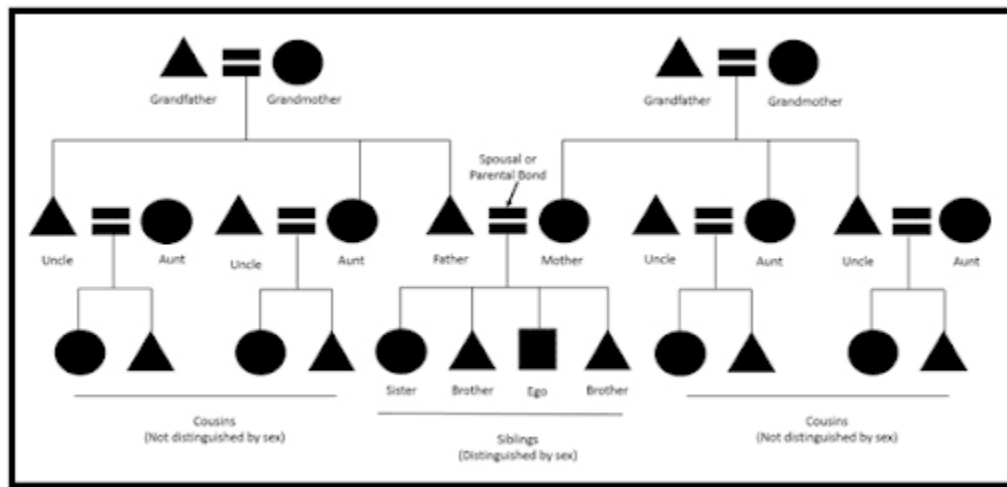 Grandfather
Grandmother
Grandfather
Grandmother
Spousal or
Parental Bond
Uncle
Aunt
Uncle
Aunt
Father
Mother
Uncle
Aunt
Uncle
Aunt
Sister
Brother
Ego
Brother
Cousins
(Not distinguished by sex)
Siblings
(Distinguished by sex)
Cousins
(Not distinguished by sex)